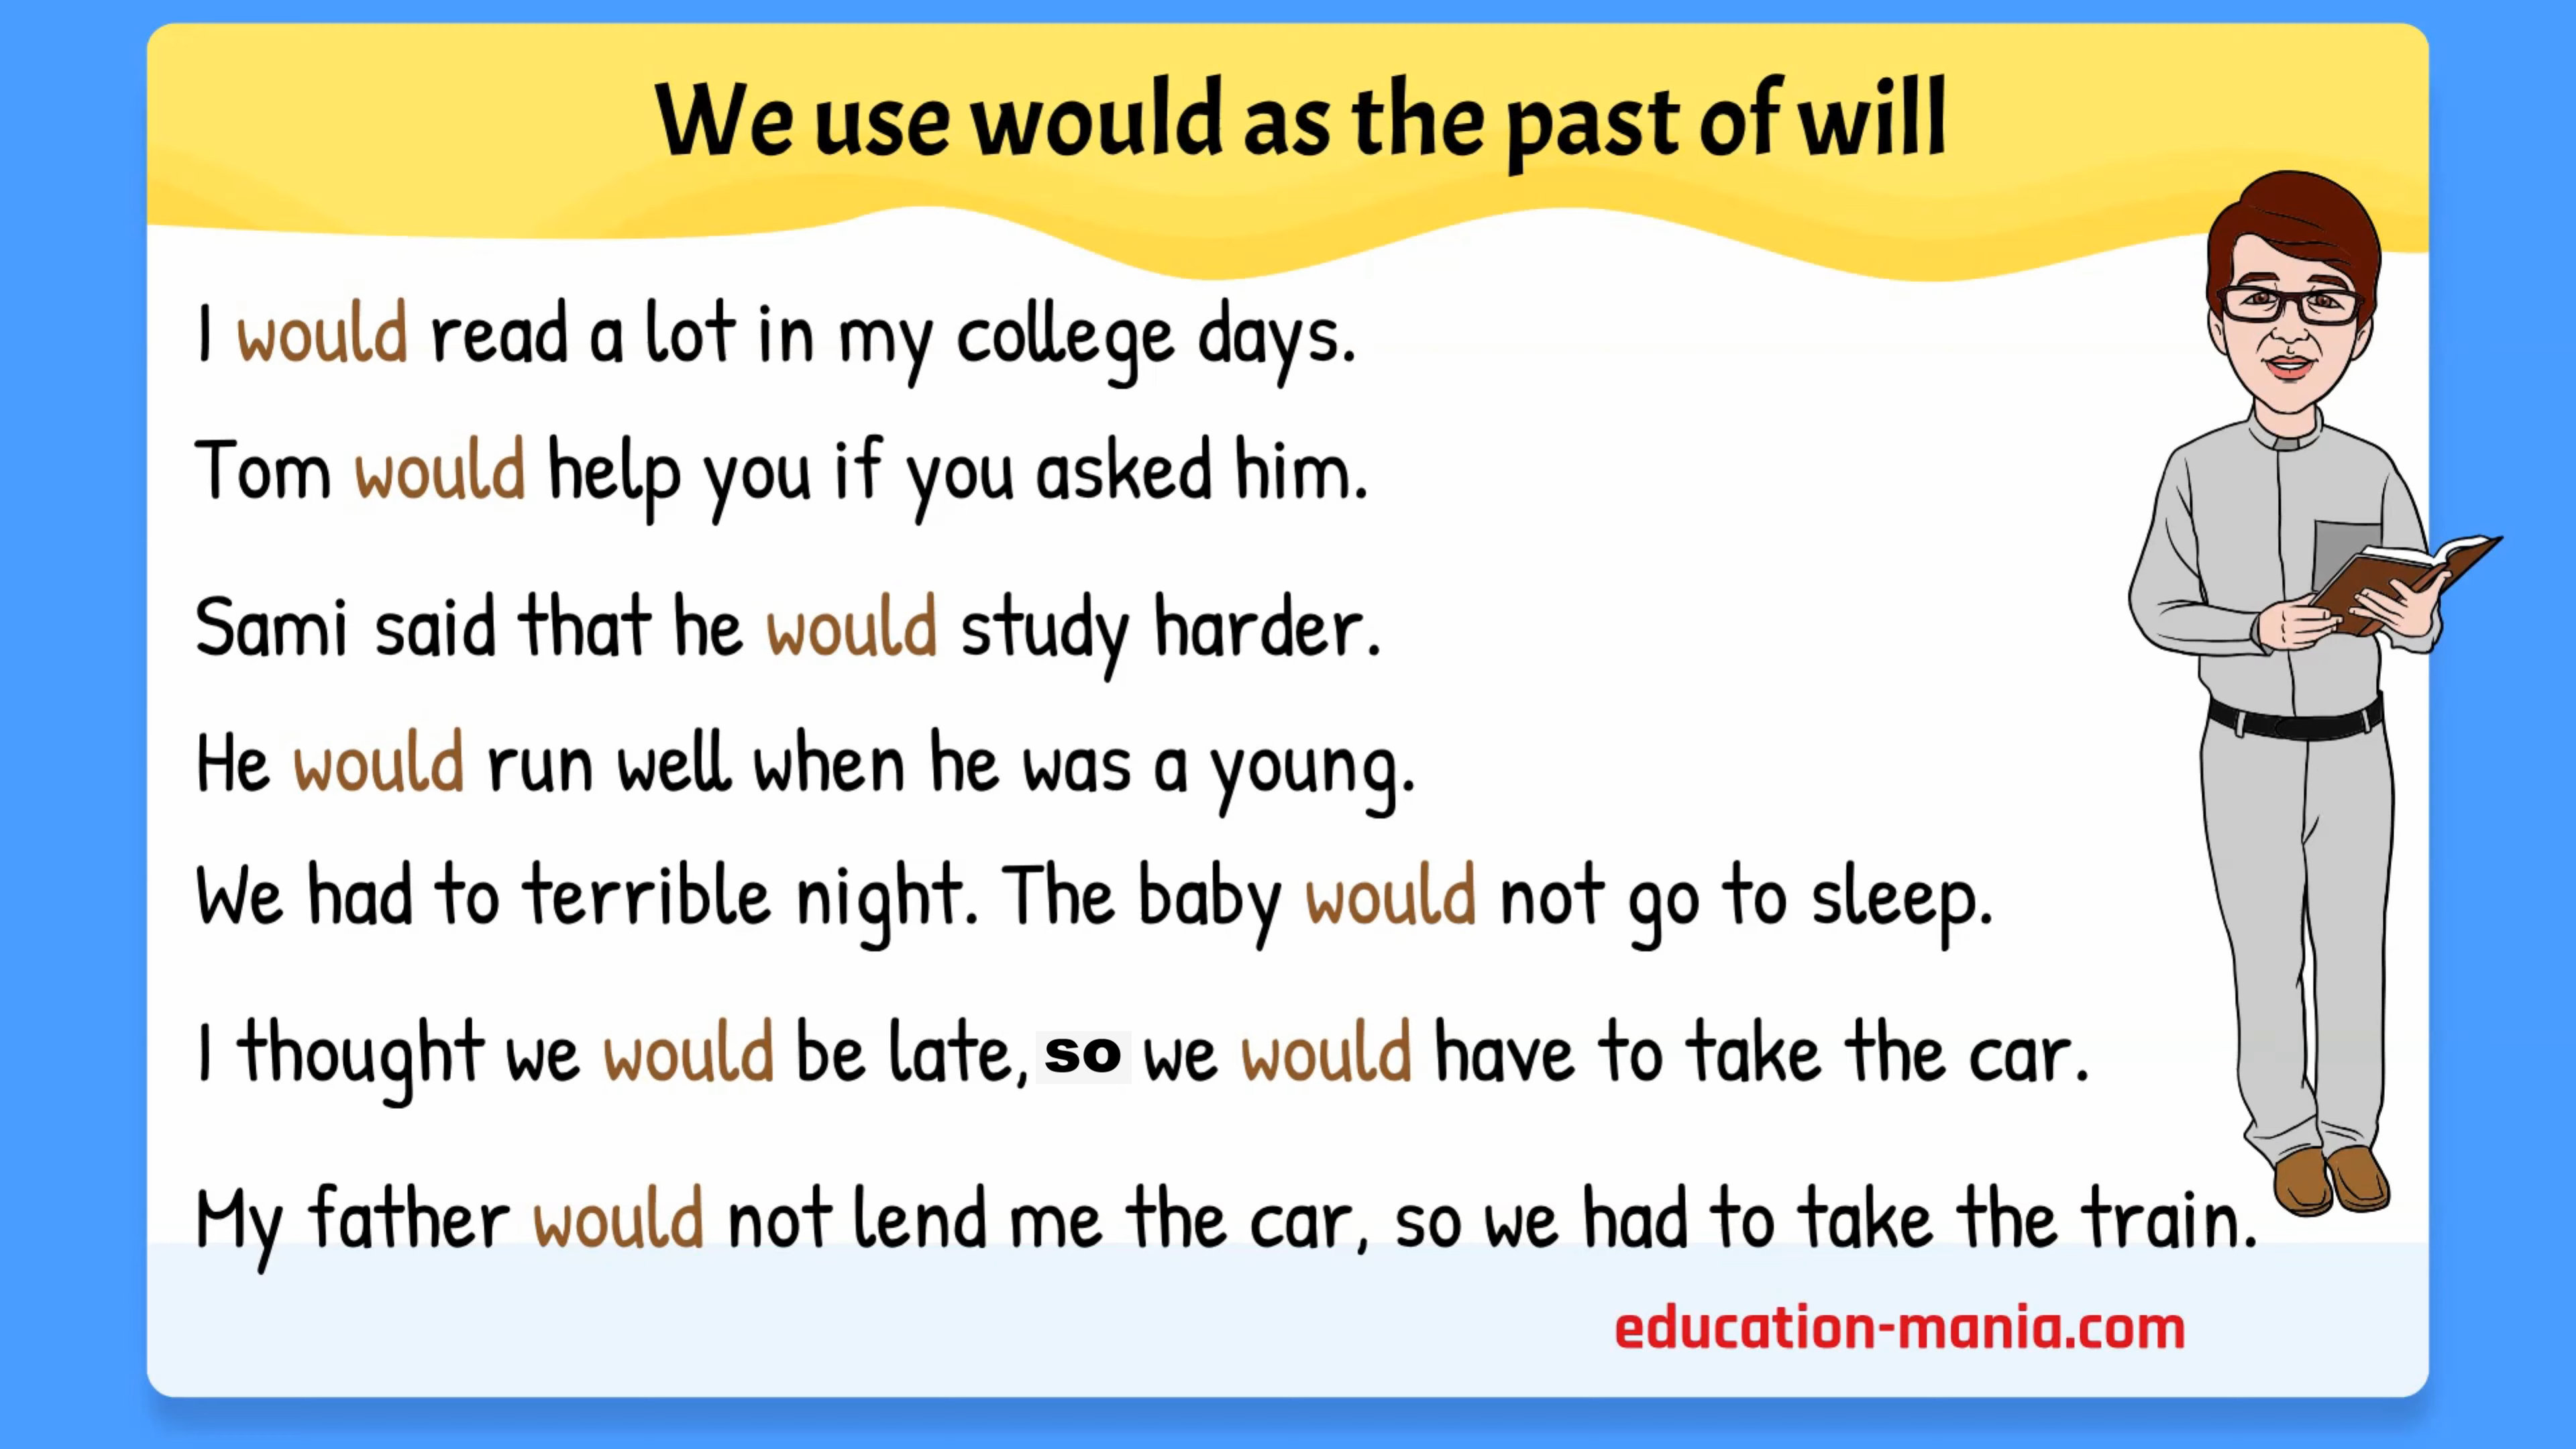 We use would as the past of will
I would read a lot in my college days.
Tom would help you if you asked him.
Sami said that he would study harder.
He would run well when he was a young.
We had to terrible night. The baby would not go to sleep.
I thought we would be late, so we would have to take the car.
My father would not lend me the car, so we had to take the train.
education-mania.com